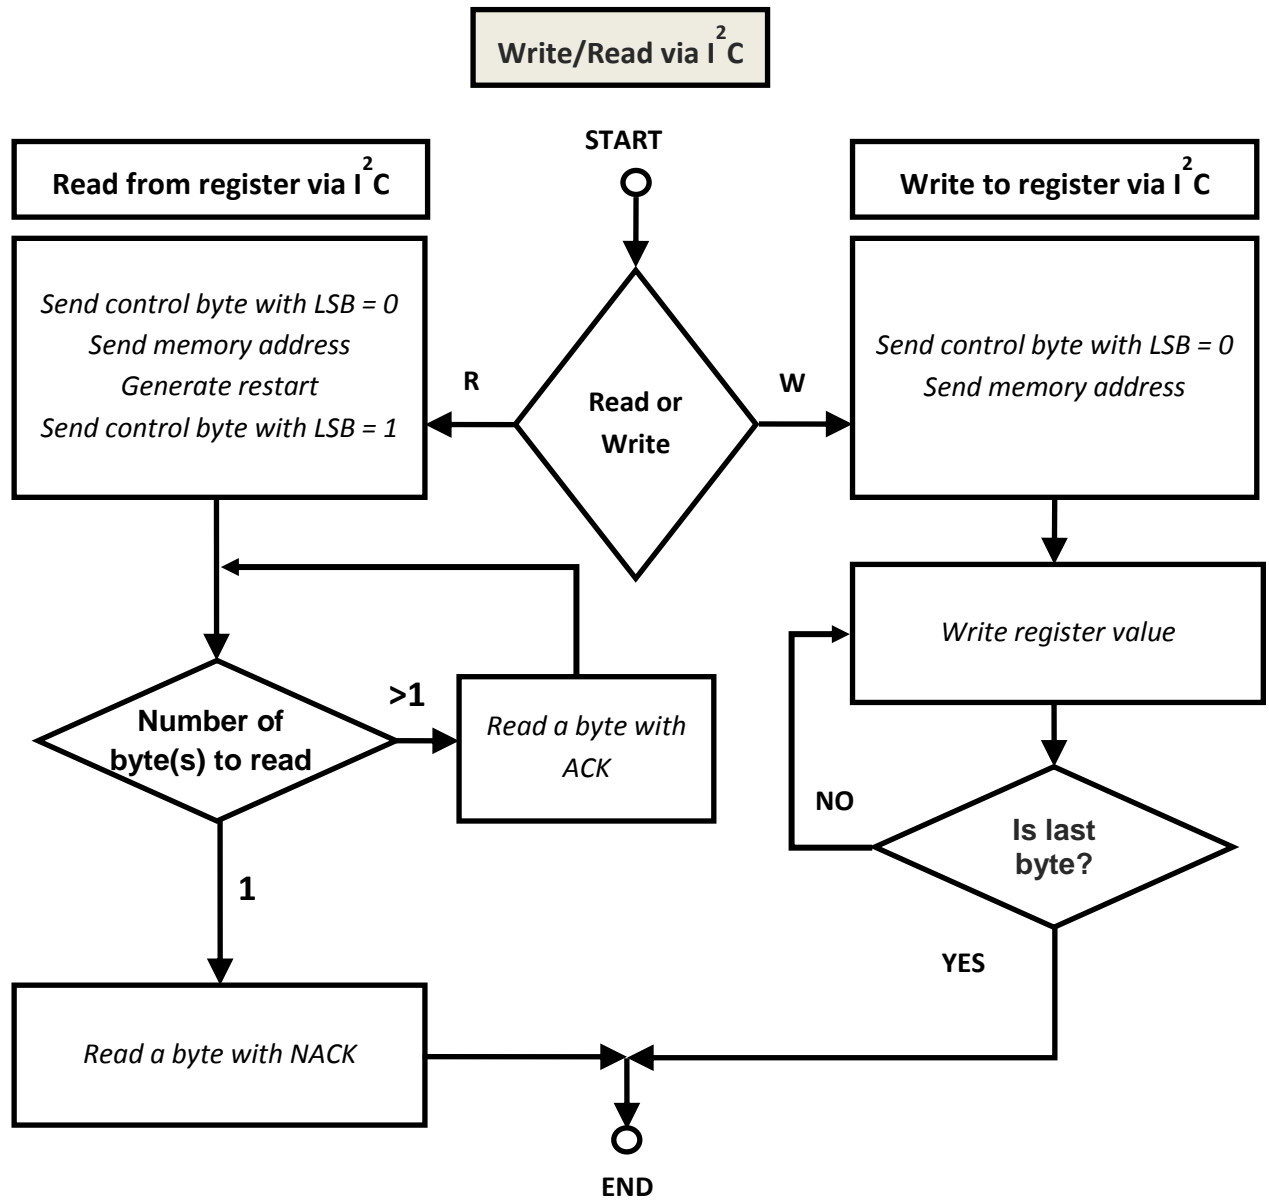 Write/Read via I²C
START
Read from register via I²C
Write to register via I²C
Send control byte with LSB = 0
Send memory address
Generate restart
Send control byte with LSB = 1
R
Read or
Write
W
Send control byte with LSB = 0
Send memory address
Write register value
Number of
byte(s) to read
>1
Read a byte with
ACK
NO
Is last
byte?
1
YES
Read a byte with NACK
END